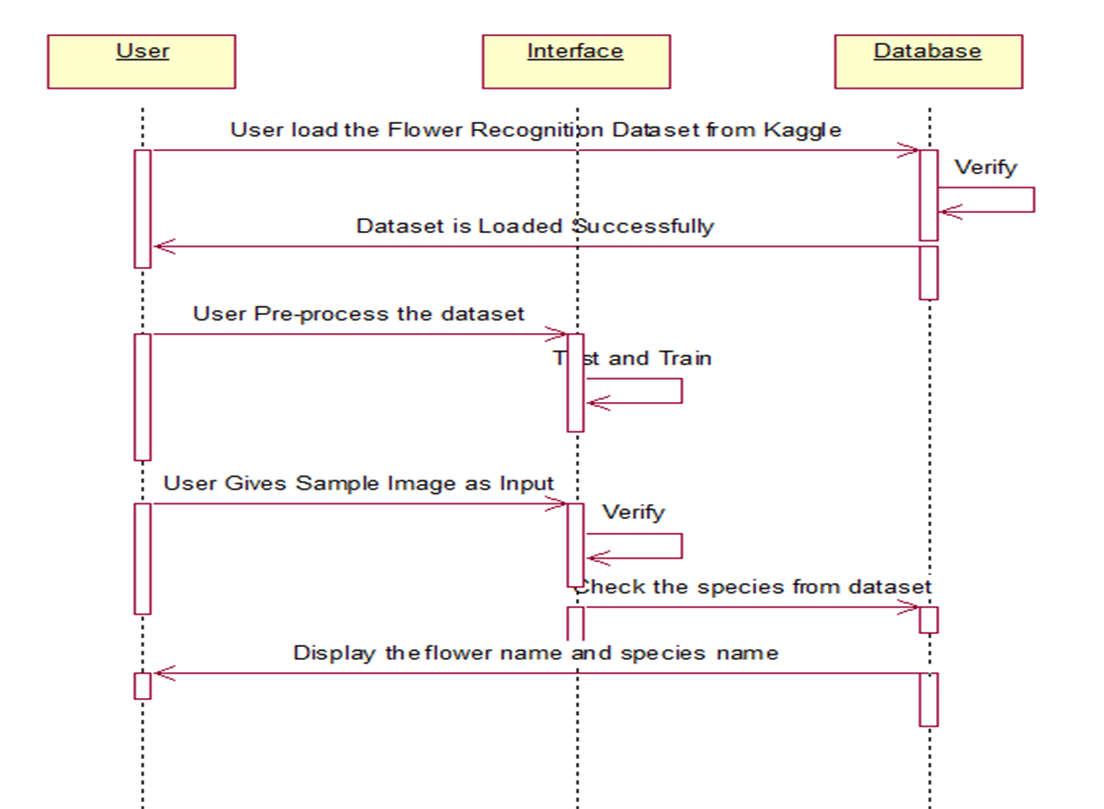 User
Interface
Database
User load the Flower Recognition Dataset from Kaggle
Verify
Dataset is Loaded Successfully
User Pre-process the dataset
Test and Train
User Gives Sample Image as Input
Verify
Check the species from dataset
Display the flower name and species name